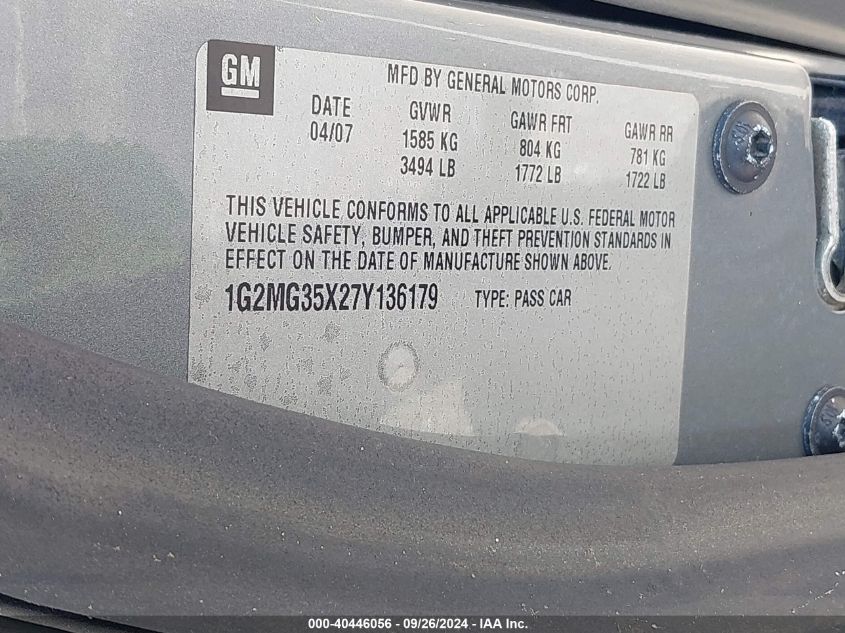 GM
MFD BY GENERAL MOTORS CORP.
DATE GVWR GAWR FRT GAWR RR
04/07 1585 KG 804 KG 781 KG
3494 LB 1772 LB 1722 LB
THIS VEHICLE CONFORMS TO ALL APPLICABLE U.S. FEDERAL MOTOR
VEHICLE SAFETY, BUMPER, AND THEFT PREVENTION STANDARDS IN
EFFECT ON THE DATE OF MANUFACTURE SHOWN ABOVE.
1G2MG35X27Y136179 TYPE: PASS CAR
000-40446056 - 09/26/2024 - IAA Inc.